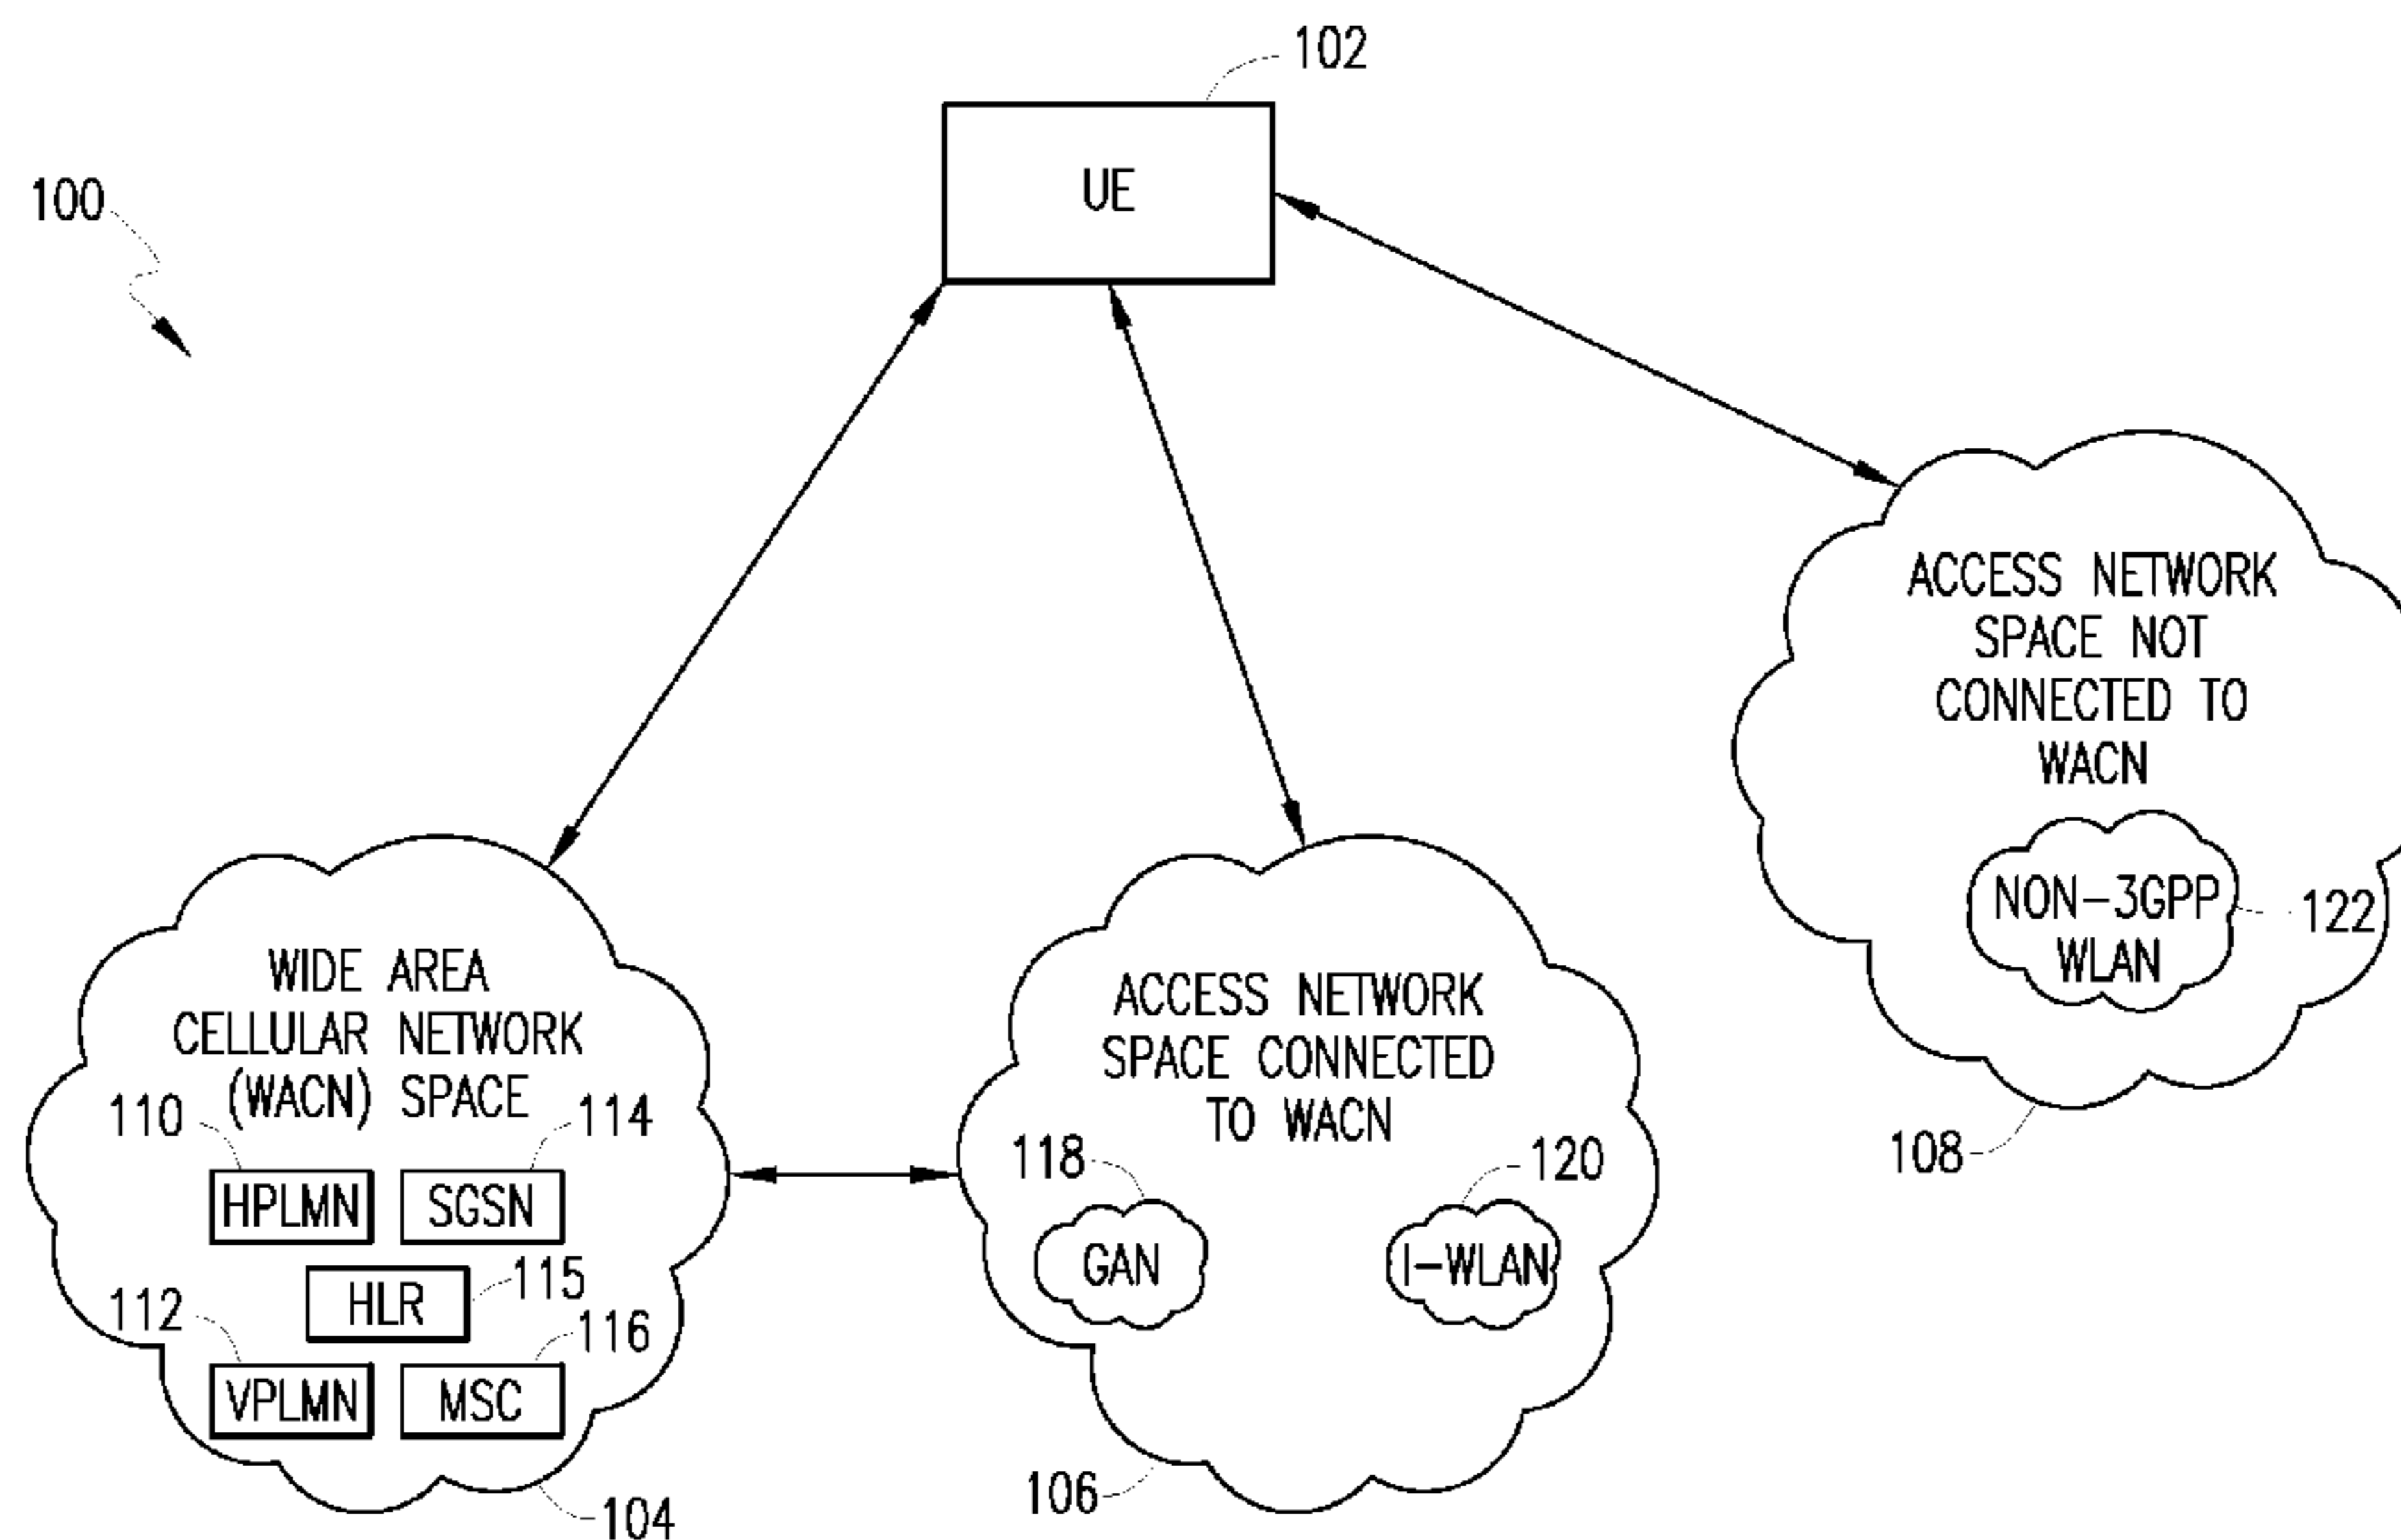 102
100
UE
ACCESS NETWORK
SPACE NOT
CONNECTED TO
WACN
NON-3GPP
WLAN
122
108
WIDE AREA
CELLULAR NETWORK
(WACN) SPACE
110
114
HPLMN
SGSN
HLR
115
112
116
VPLMN
MSC
104
ACCESS NETWORK
SPACE CONNECTED
TO WACN
118
120
GAN
I-WLAN
106